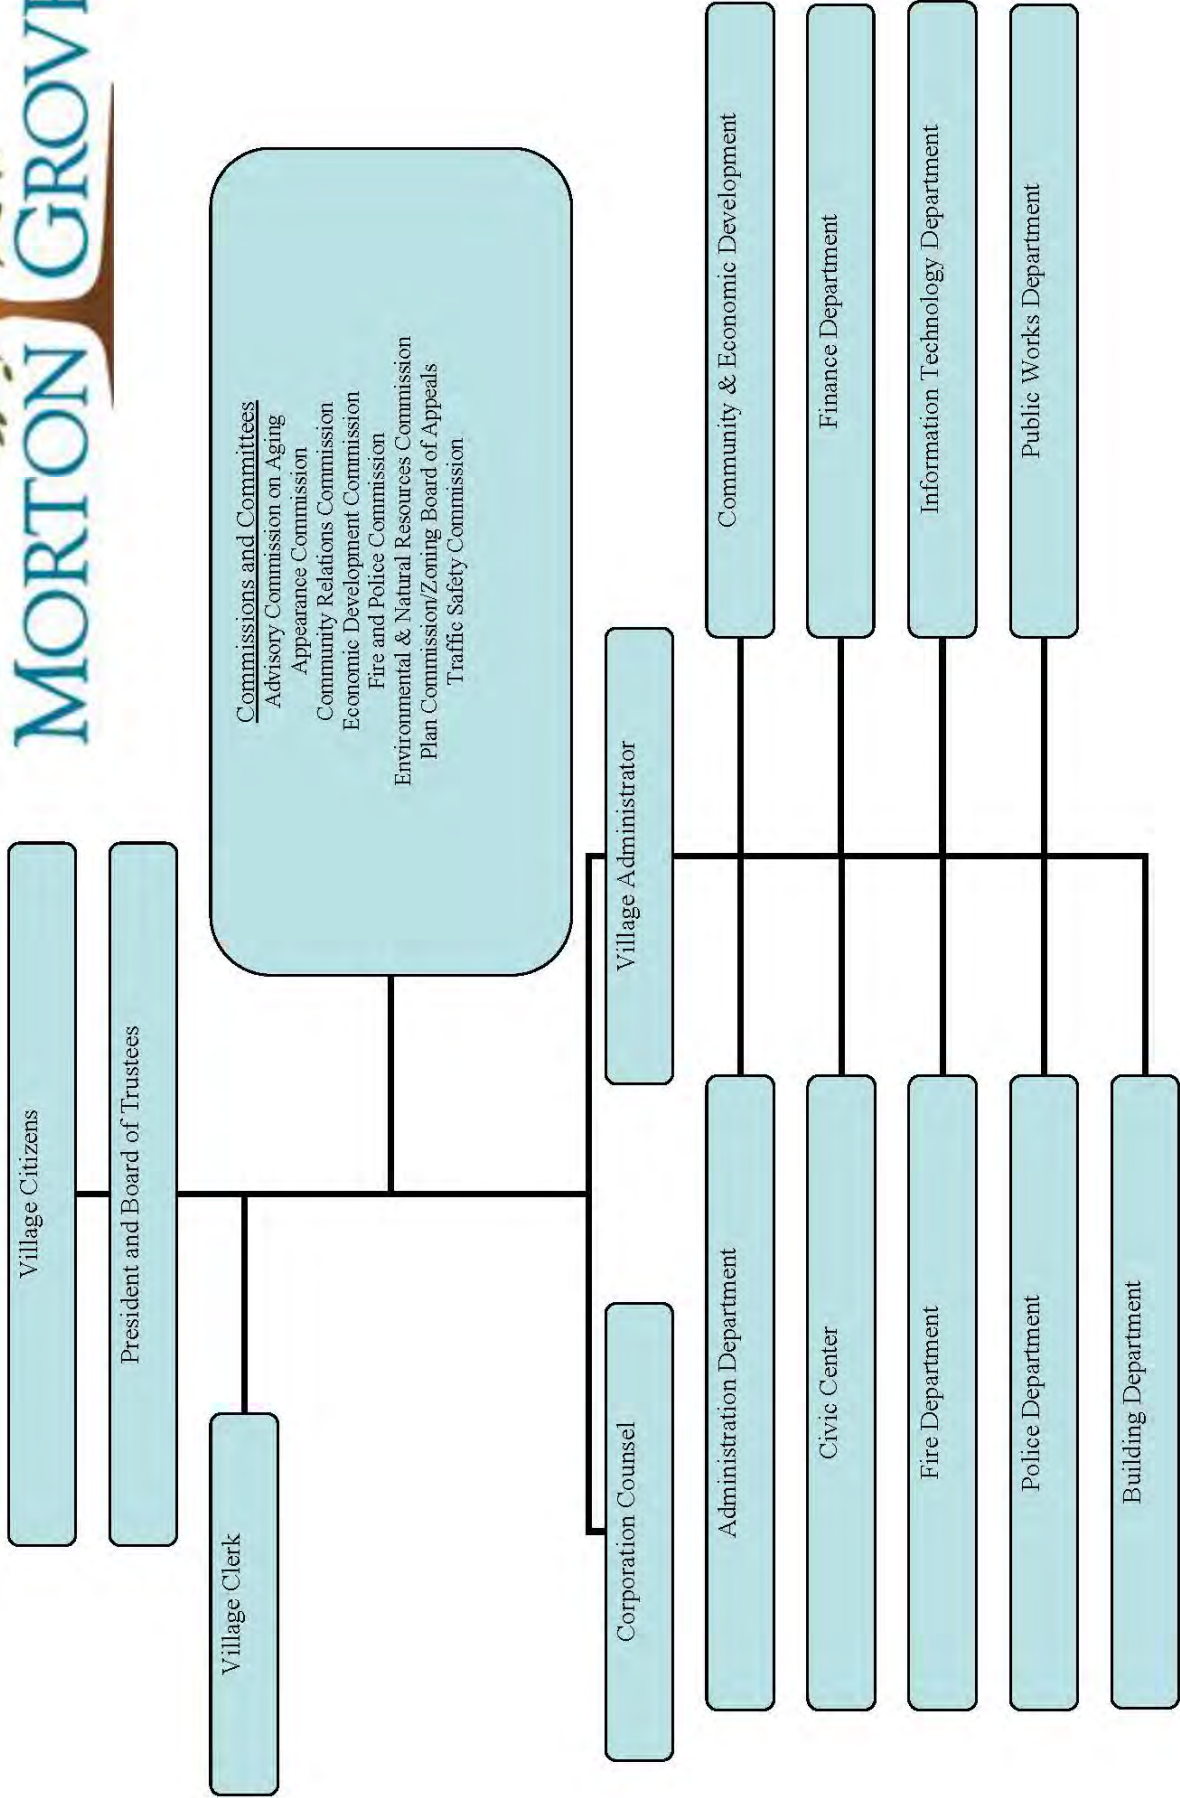 MORTON GROVE
Village Citizens
President and Board of Trustees
Village Clerk
Commissions and Committees
Advisory Commission on Aging
Appearance Commission
Community Relations Commission
Economic Development Commission
Fire and Police Commission
Environmental & Natural Resources Commission
Plan Commission/Zoning Board of Appeals
Traffic Safety Commission
Corporation Counsel
Village Administrator
Administration Department
Community & Economic Development
Civic Center
Finance Department
Fire Department
Information Technology Department
Police Department
Public Works Department
Building Department